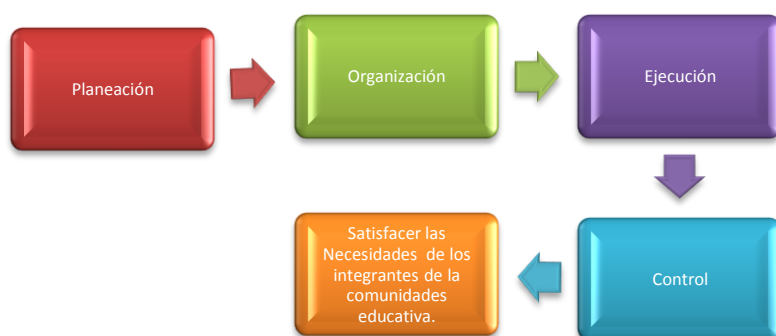 Planeación
Organización
Ejecución
Control
Satisfacer las
Necesidades de los
integrantes de la
comunidades
educativa.